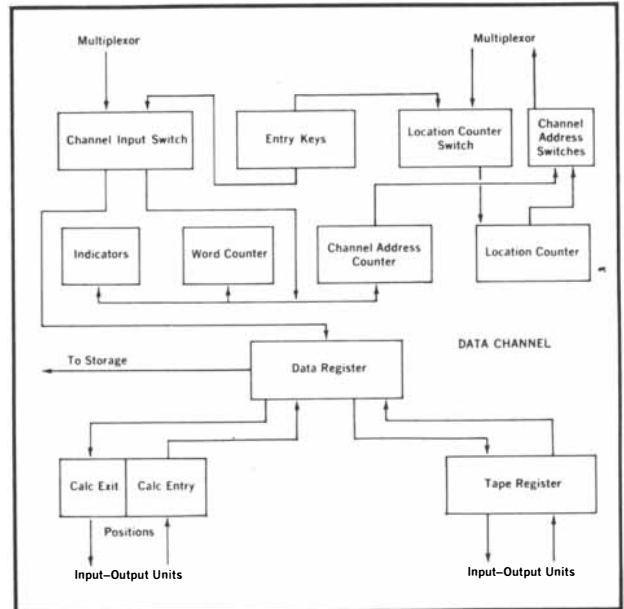 Multiplexor
Multiplexor
Channel Input Switch
Entry Keys
Location Counter
Switch
Channel
Address
Switches
Indicators
Word Counter
Channel Address
Counter
Location Counter
DATA CHANNEL
To Storage
Data Register
Calc Exit
Calc Entry
Tape Register
Positions
Input–Output Units
Input–Output Units